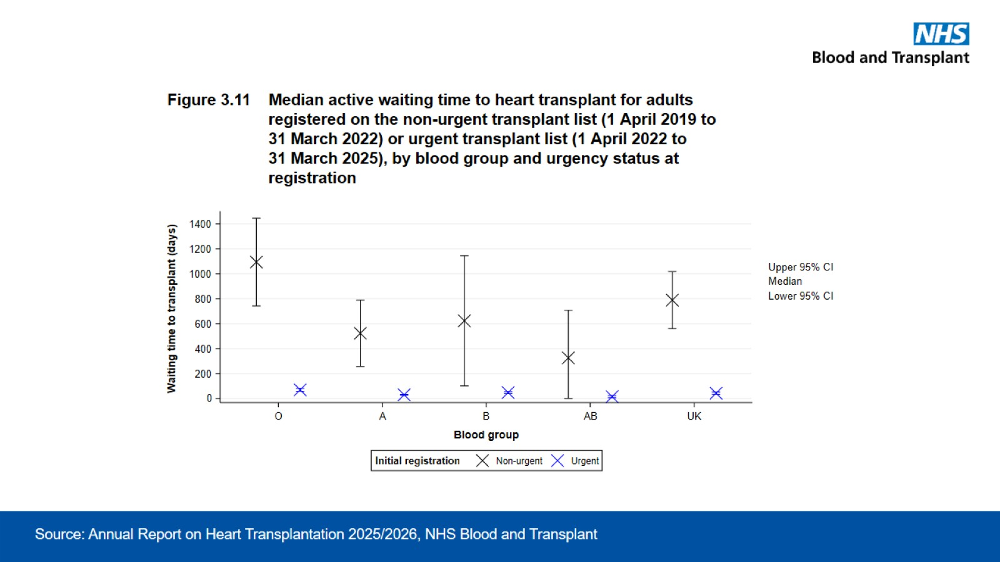 NHS
Blood and Transplant
Figure 3.11 Median active waiting time to heart transplant for adults
registered on the non-urgent transplant list (1 April 2019 to
31 March 2022) or urgent transplant list (1 April 2022 to
31 March 2025), by blood group and urgency status at
registration
Waiting time to transplant (days)
1400
1200
1000
800
600
400
200
0
Upper 95% CI
Median
Lower 95% CI
O A B AB UK
Blood group
Initial registration Non-urgent Urgent
Source: Annual Report on Heart Transplantation 2025/2026, NHS Blood and Transplant